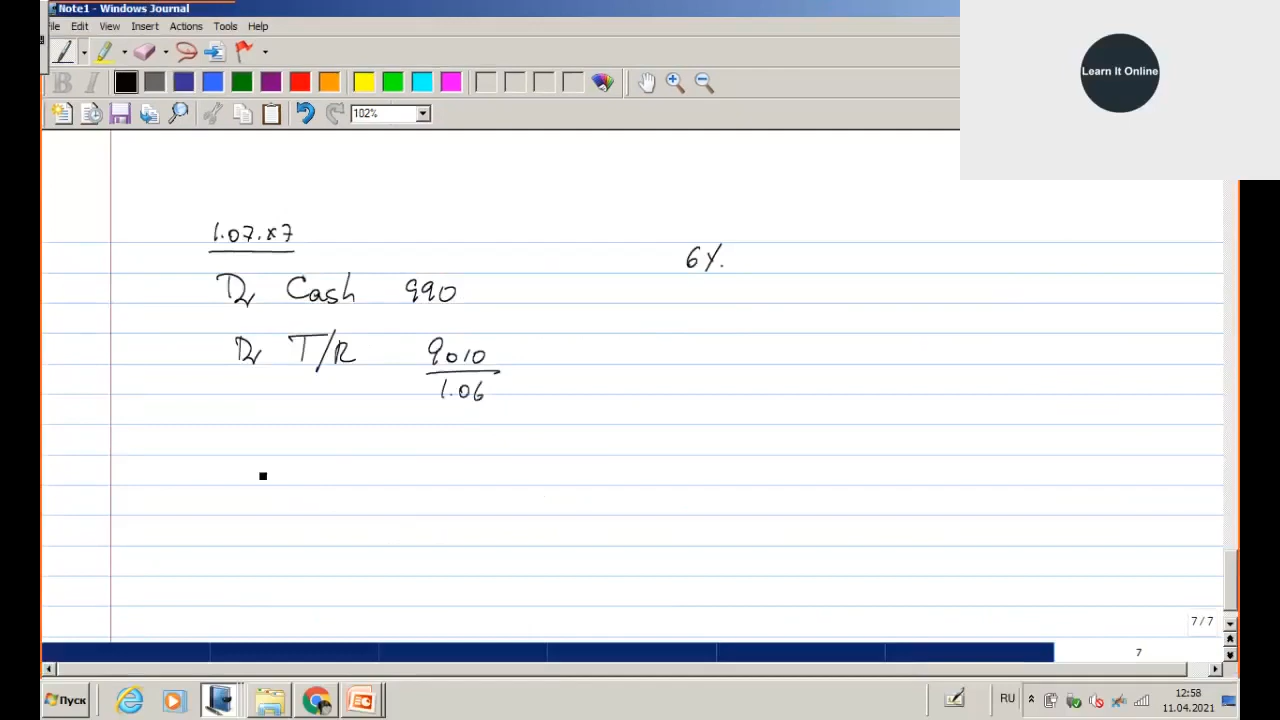 Note1 - Windows Journal
File Edit View Insert Actions Tools Help
Learn It Online
B I
102%
1.07.x7
6%.
Dr Cash 990
Dr T/R 9010
1.06
7 / 7
7
Пуск
RU
12:58
11.04.2021